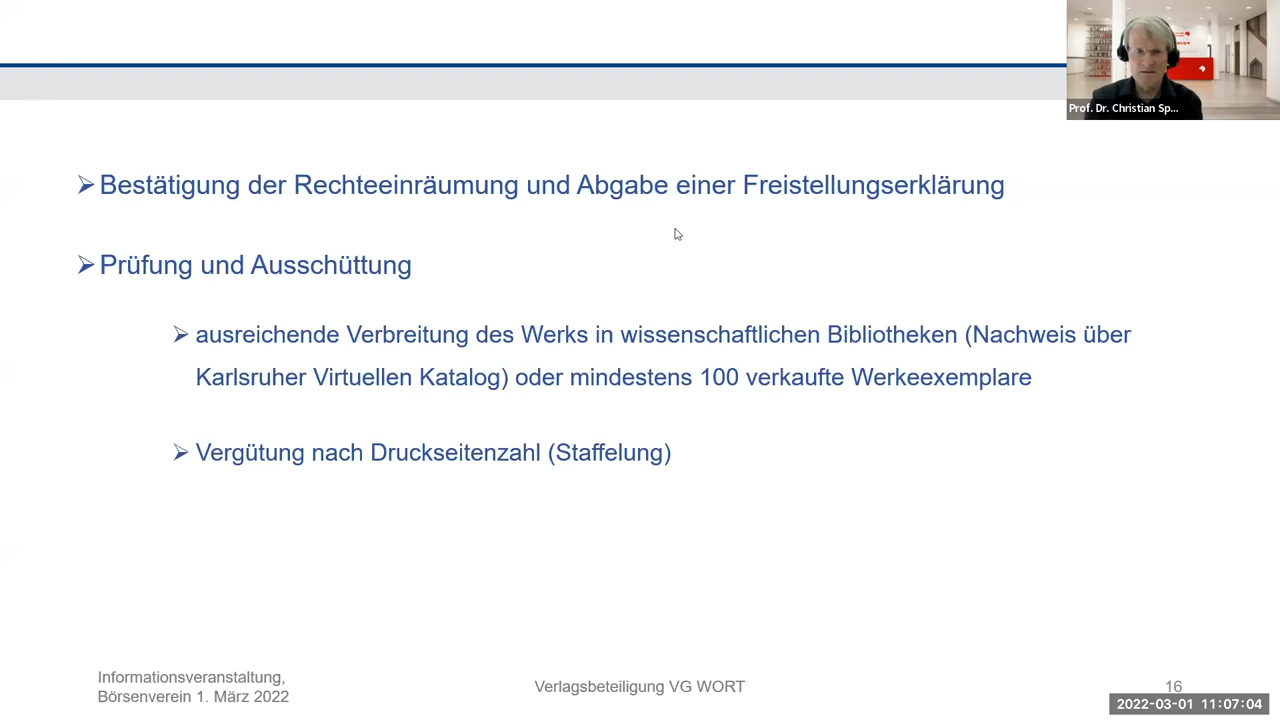 Prof. Dr. Christian Sp...
➢ Bestätigung der Rechteeinräumung und Abgabe einer Freistellungserklärung
➢ Prüfung und Ausschüttung
➢ ausreichende Verbreitung des Werks in wissenschaftlichen Bibliotheken (Nachweis über
Karlsruher Virtuellen Katalog) oder mindestens 100 verkaufte Werkeexemplare
➢ Vergütung nach Druckseitenzahl (Staffelung)
Informationsveranstaltung,
Börsenverein 1. März 2022
Verlagsbeteiligung VG WORT
16
2022-03-01 11:07:04